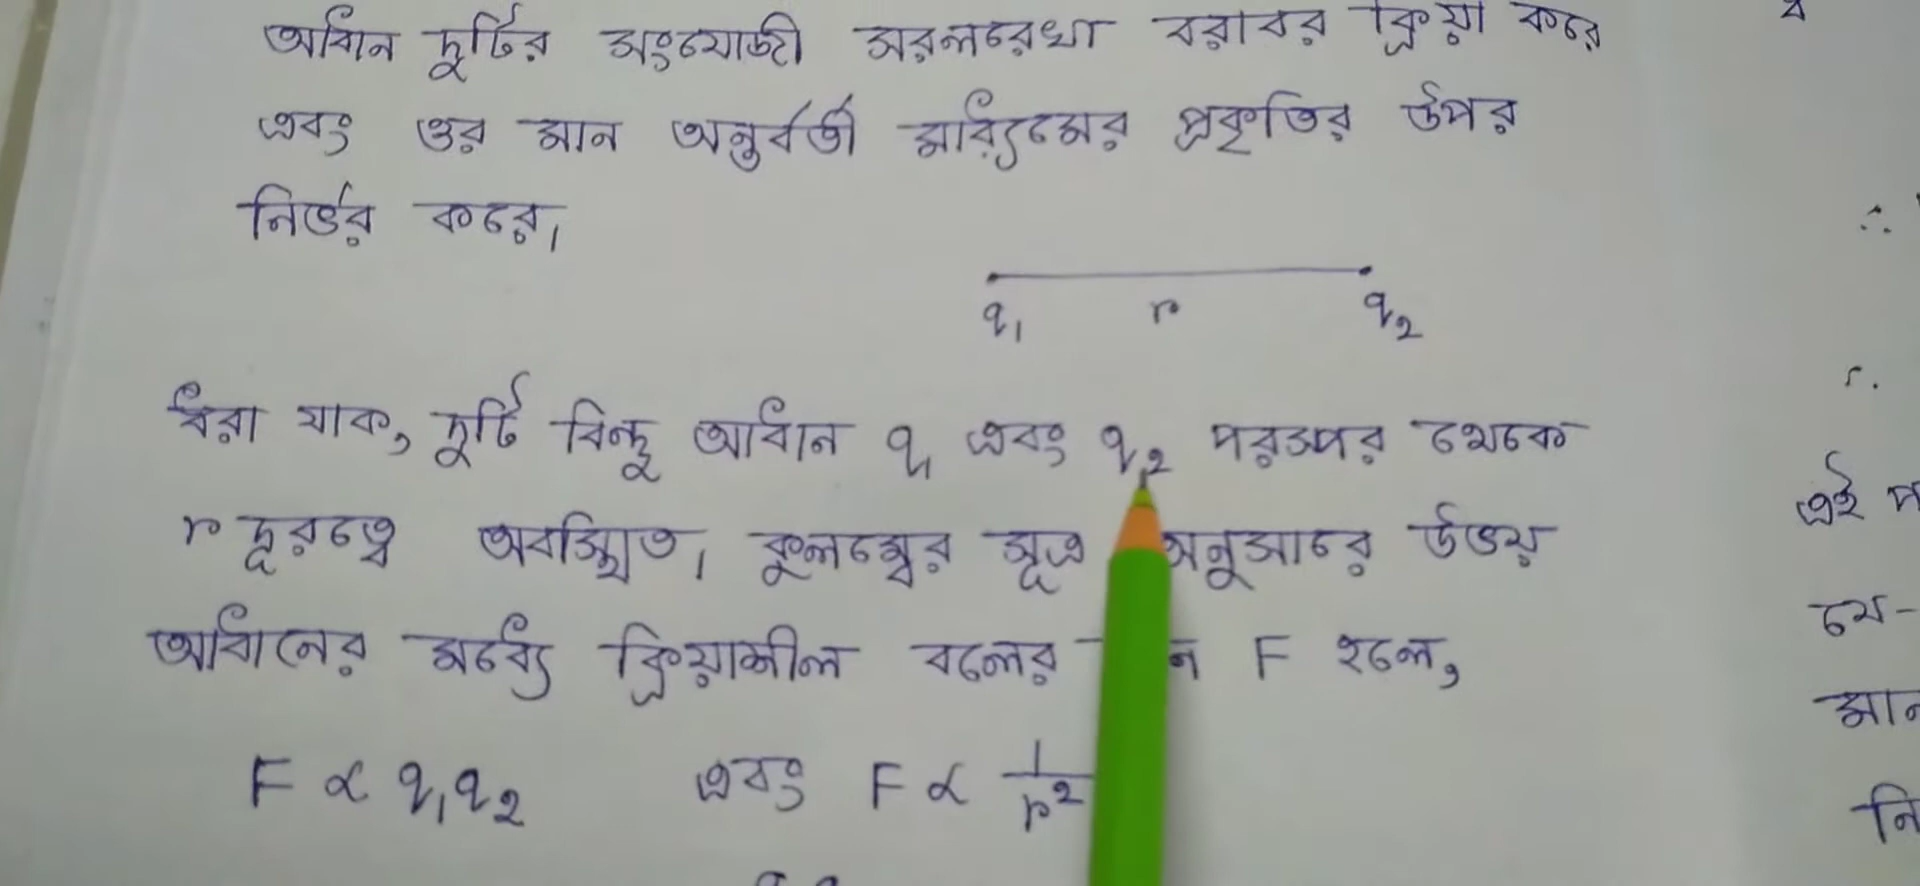 আধান দুটির সংযোজী সরলরেখা বরাবর ক্রিয়া করে
এবং ওর মান অন্তর্বর্তী মাধ্যিমের প্রকৃতির উপর
নির্ভর করে।
q₁ r q₂
ধরা যাক, দুটি বিন্দু আধান q₁ এবং q₂ পরস্পর থেকে
r দূরত্বে অবস্থিত। কুলম্বের সূত্র অনুসারে উভয়
আধানের মধ্যে ক্রিয়াশীল বলের F হলে,
F ∝ q₁q₂ এবং F ∝ 1/r²
∴
r.
এই
যে-
মান